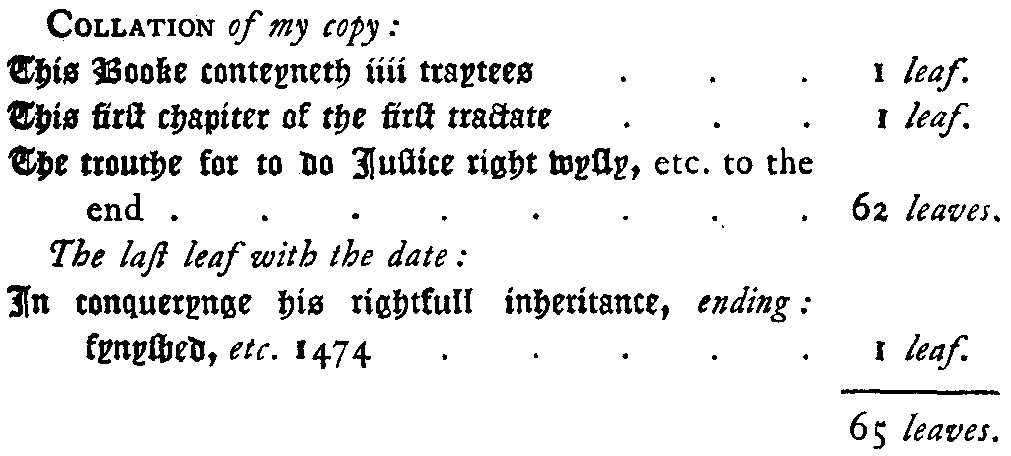 COLLATION of my copy:
This Booke conteyneth iiii traytees . . . 1 leaf.
This first chapiter of the first tractate . . . 1 leaf.
The trouthe for to do Justice right wysly, etc. to the
end . . . . . . . . 62 leaves.
The last leaf with the date:
In conquerynge his rightfull inheritance, ending:
fynyshed, etc. 1474 . . . . . 1 leaf.
65 leaves.